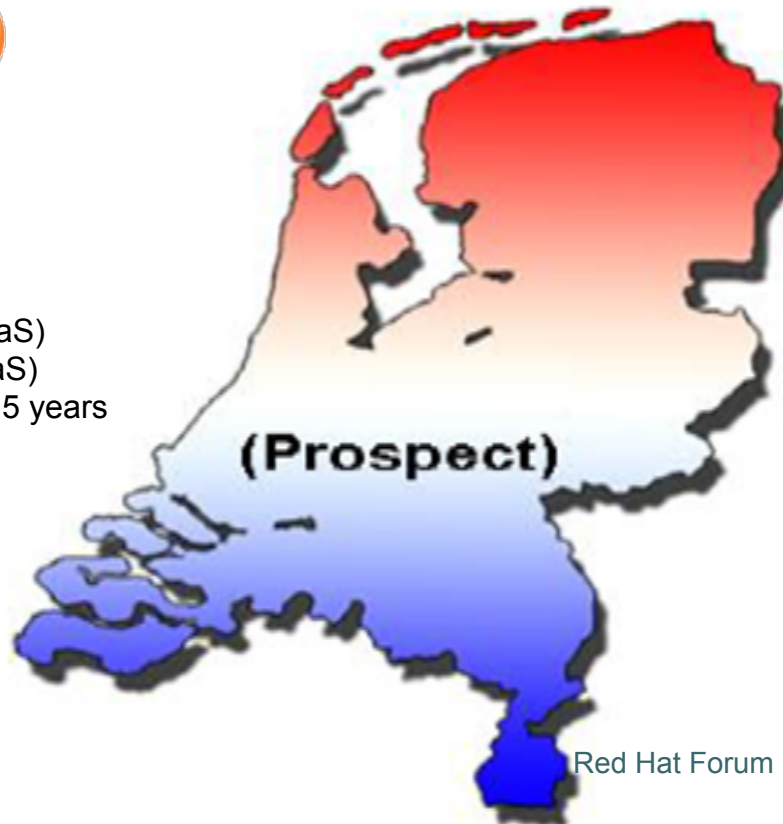 aS)
aS)
5 years
(Prospect)
Red Hat Forum